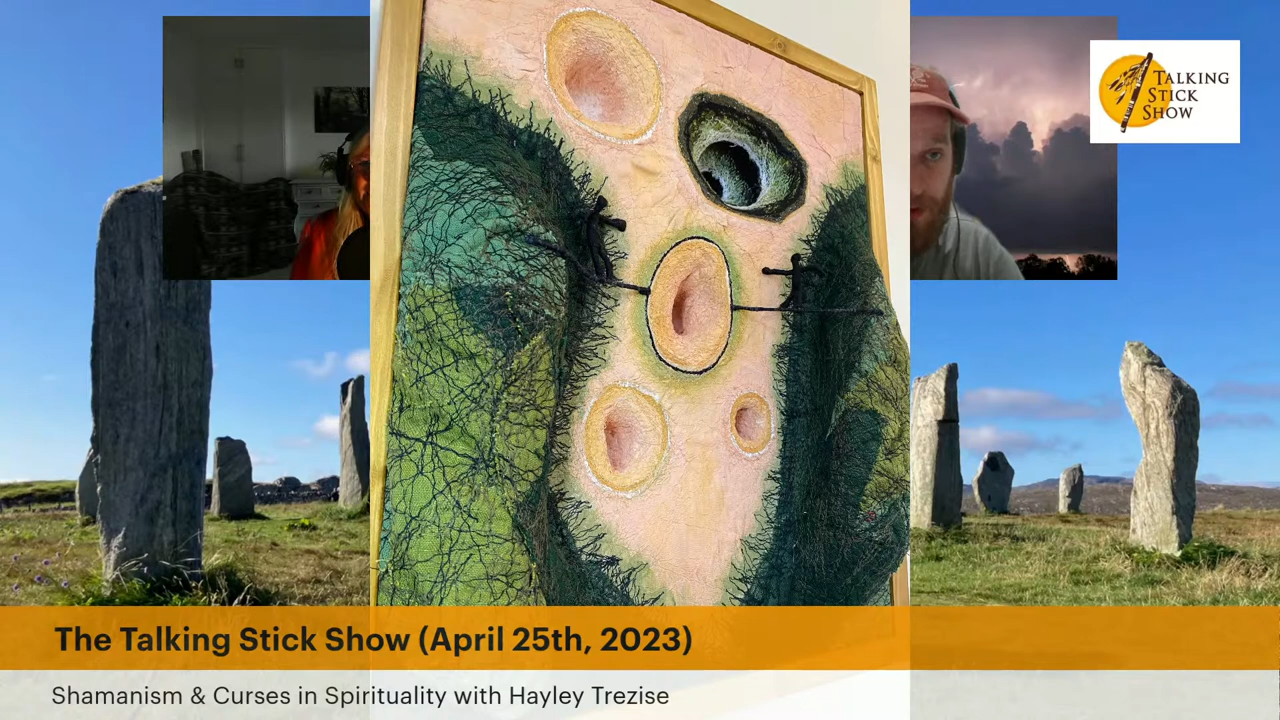 TALKING
STICK
SHOW
The Talking Stick Show (April 25th, 2023)
Shamanism & Curses in Spirituality with Hayley Trezise